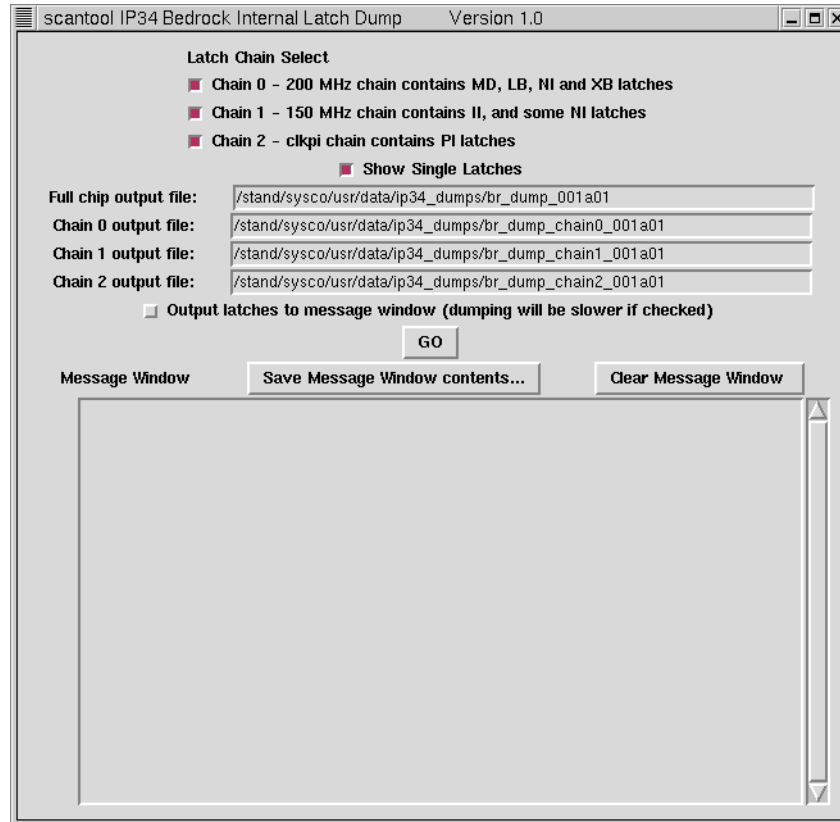 scantool IP34 Bedrock Internal Latch Dump Version 1.0
Latch Chain Select
Chain 0 - 200 MHz chain contains MD, LB, NI and XB latches
Chain 1 - 150 MHz chain contains II, and some NI latches
Chain 2 - clkpi chain contains PI latches
Show Single Latches
Full chip output file: /stand/sysco/usr/data/ip34_dumps/br_dump_001a01
Chain 0 output file: /stand/sysco/usr/data/ip34_dumps/br_dump_chain0_001a01
Chain 1 output file: /stand/sysco/usr/data/ip34_dumps/br_dump_chain1_001a01
Chain 2 output file: /stand/sysco/usr/data/ip34_dumps/br_dump_chain2_001a01
Output latches to message window (dumping will be slower if checked)
GO
Message Window Save Message Window contents... Clear Message Window